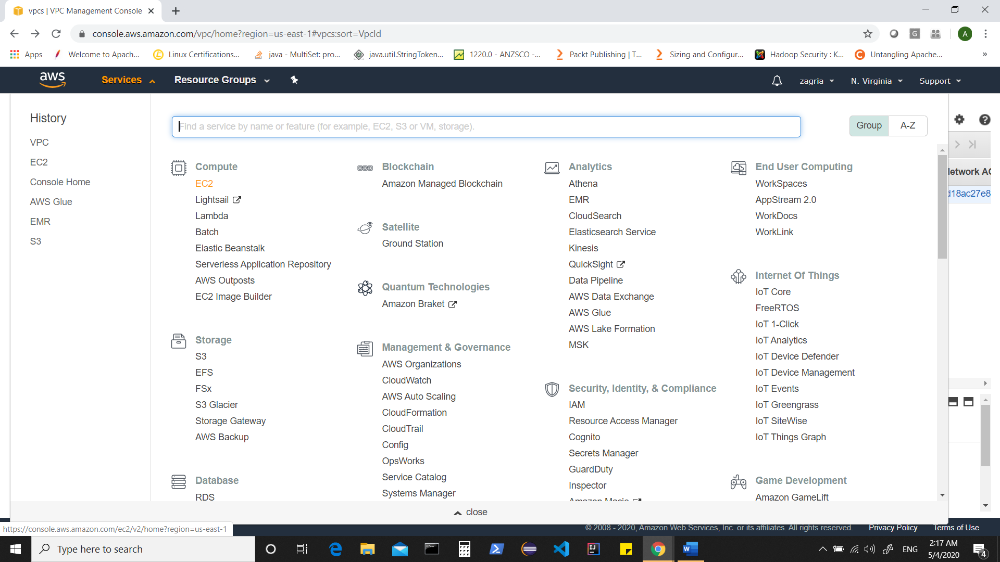 vpcs | VPC Management Console
console.aws.amazon.com/vpc/home?region=us-east-1#vpcs:sort=VpcId
G
A
Apps
Welcome to Apach...
Linux Certifications...
java - MultiSet: pro...
java.util.StringToken...
1220.0 - ANZSCO -...
Packt Publishing | T...
Sizing and Configur...
Hadoop Security : K...
Untangling Apache...
»
aws
Services
Resource Groups
zagria
N. Virginia
Support
History
VPC
EC2
Console Home
AWS Glue
EMR
S3
Find a service by name or feature (for example, EC2, S3 or VM, storage).
Group
A-Z
Compute
EC2
Lightsail
Lambda
Batch
Elastic Beanstalk
Serverless Application Repository
AWS Outposts
EC2 Image Builder
Storage
S3
EFS
FSx
S3 Glacier
Storage Gateway
AWS Backup
Database
RDS
Blockchain
Amazon Managed Blockchain
Satellite
Ground Station
Quantum Technologies
Amazon Braket
Management & Governance
AWS Organizations
CloudWatch
AWS Auto Scaling
CloudFormation
CloudTrail
Config
OpsWorks
Service Catalog
Systems Manager
Analytics
Athena
EMR
CloudSearch
Elasticsearch Service
Kinesis
QuickSight
Data Pipeline
AWS Data Exchange
AWS Glue
AWS Lake Formation
MSK
Security, Identity, & Compliance
IAM
Resource Access Manager
Cognito
Secrets Manager
GuardDuty
Inspector
Amazon Macie
End User Computing
WorkSpaces
AppStream 2.0
WorkDocs
WorkLink
Internet Of Things
IoT Core
FreeRTOS
IoT 1-Click
IoT Analytics
IoT Device Defender
IoT Device Management
IoT Events
IoT Greengrass
IoT SiteWise
IoT Things Graph
Game Development
Amazon GameLift
etwork AC
d18ac27e8
close
https://console.aws.amazon.com/ec2/v2/home?region=us-east-1
© 2008 - 2020, Amazon Web Services, Inc. or its affiliates. All rights reserved.
Privacy Policy
Terms of Use
Type here to search
ENG
2:17 AM
5/4/2020
4